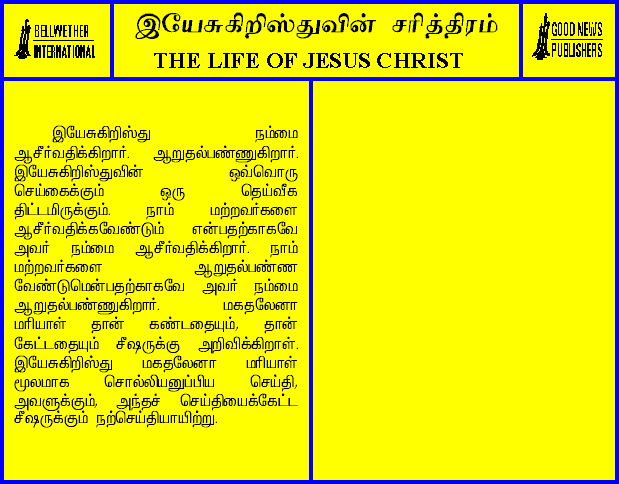 BELLWETHER
INTERNATIONAL
இயேசுகிறிஸ்துவின் சரித்திரம்
THE LIFE OF JESUS CHRIST
GOOD NEWS
PUBLISHERS
இயேசுகிறிஸ்து நம்மை
ஆசீர்வதிக்கிறார். ஆறுதல்பண்ணுகிறார்.
இயேசுகிறிஸ்துவின் ஒவ்வொரு
செய்கைக்கும் ஒரு தெய்வீக
திட்டமிருக்கும். நாம் மற்றவர்களை
ஆசீர்வதிக்கவேண்டும் என்பதற்காகவே
அவர் நம்மை ஆசீர்வதிக்கிறார். நாம்
மற்றவர்களை ஆறுதல்பண்ண
வேண்டுமென்பதற்காகவே அவர் நம்மை
ஆறுதல்பண்ணுகிறார். மகதலேனா
மரியாள் தான் கண்டதையும், தான்
கேட்டதையும் சீஷருக்கு அறிவிக்கிறாள்.
இயேசுகிறிஸ்து மகதலேனா மரியாள்
மூலமாக சொல்லியனுப்பிய செய்தி,
அவளுக்கும், அந்தச் செய்தியைக்கேட்ட
சீஷருக்கும் நற்செய்தியாயிற்று.